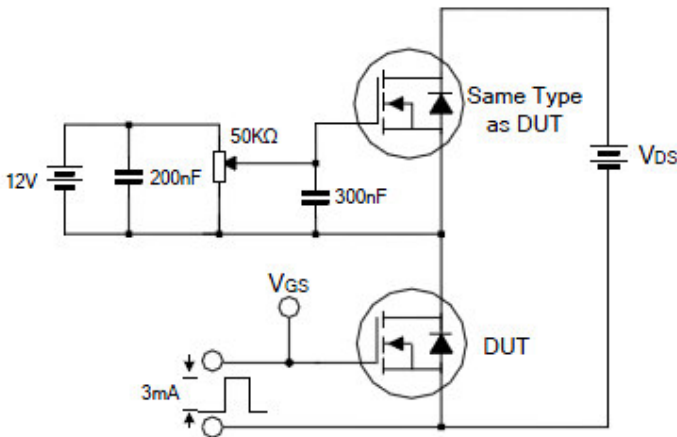 Same Type
as DUT
50KΩ
12V
200nF
300nF
VDS
VGS
DUT
3mA